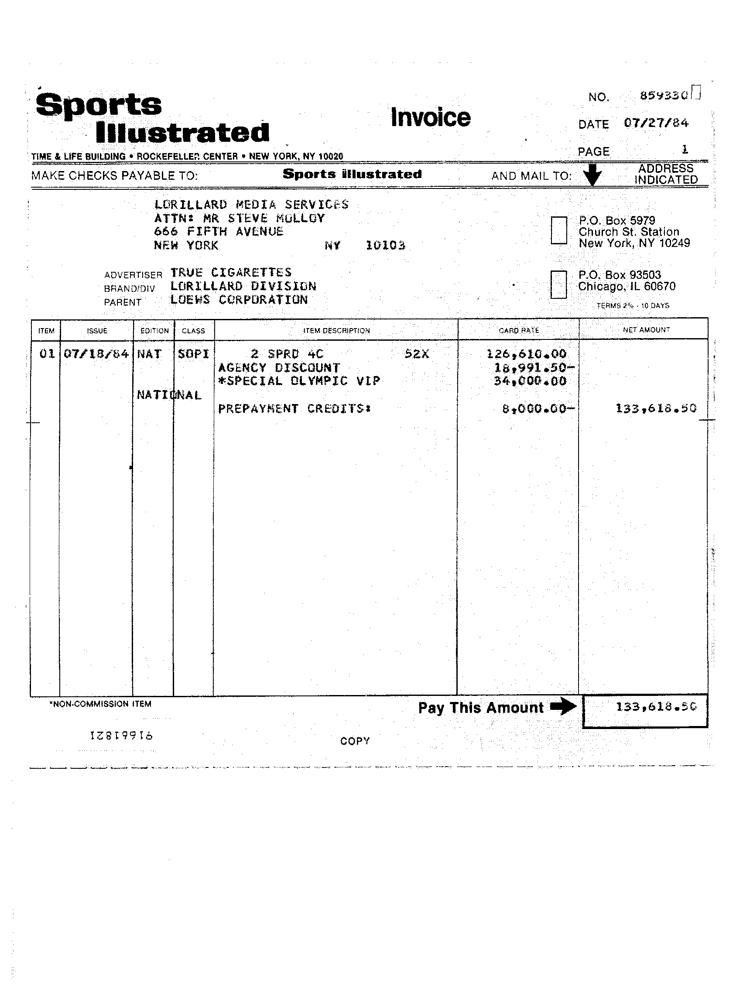 Sports
Illustrated
Invoice
NO. 859330
DATE 07/27/84
PAGE 1
TIME & LIFE BUILDING • ROCKEFELLER CENTER • NEW YORK, NY 10020
MAKE CHECKS PAYABLE TO: Sports Illustrated AND MAIL TO: ADDRESS INDICATED
LORILLARD MEDIA SERVICES
ATTN: MR STEVE MULLOY
666 FIFTH AVENUE
NEW YORK NY 10103
P.O. Box 5979
Church St. Station
New York, NY 10249
ADVERTISER TRUE CIGARETTES
BRAND/DIV LORILLARD DIVISION
PARENT LOEWS CORPORATION
P.O. Box 93503
Chicago, IL 60670
TERMS 2% - 10 DAYS
ITEM ISSUE EDITION CLASS ITEM DESCRIPTION CARD RATE NET AMOUNT
01 07/18/84 NAT SOPI 2 SPRD 4C 52X 126,610.00
AGENCY DISCOUNT 18,991.50-
*SPECIAL OLYMPIC VIP 34,000.00
NATIONAL
PREPAYMENT CREDITS: 8,000.00- 133,618.50
*NON-COMMISSION ITEM
Pay This Amount 133,618.50
91661821
COPY